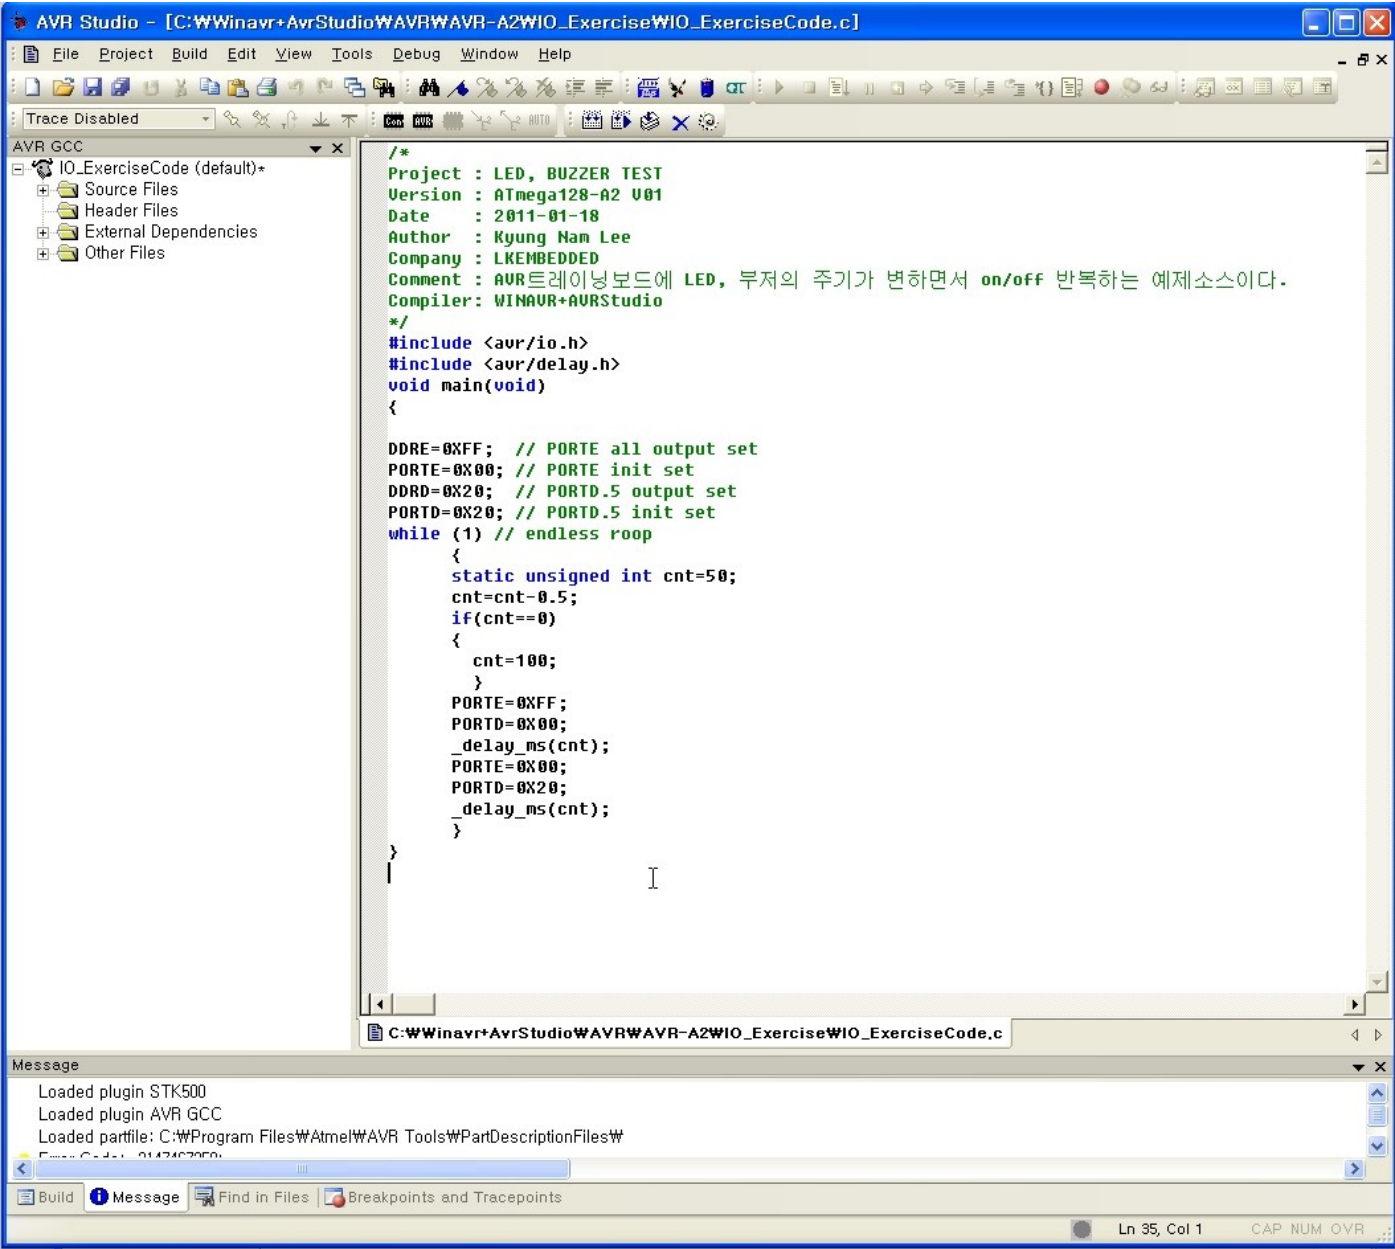 AVR Studio - [C:₩Winavr+AvrStudio₩AVR₩AVR-A2₩IO_Exercise₩IO_ExerciseCode.c]
File Project Build Edit View Tools Debug Window Help
Trace Disabled
Con AVR AUTO
AVR GCC
IO_ExerciseCode (default)*
Source Files
Header Files
External Dependencies
Other Files
/*
Project : LED, BUZZER TEST
Version : ATmega128-A2 V01
Date : 2011-01-18
Author : Kyung Nam Lee
Company : LKEMBEDDED
Comment : AVR트레이닝보드에 LED, 부저의 주기가 변하면서 on/off 반복하는 예제소스이다.
Compiler: WINAVR+AVRStudio
*/
#include <avr/io.h>
#include <avr/delay.h>
void main(void)
{
DDRE=0XFF; // PORTE all output set
PORTE=0X00; // PORTE init set
DDRD=0X20; // PORTD.5 output set
PORTD=0X20; // PORTD.5 init set
while (1) // endless roop
{
static unsigned int cnt=50;
cnt=cnt-0.5;
if(cnt==0)
{
cnt=100;
}
PORTE=0XFF;
PORTD=0X00;
_delay_ms(cnt);
PORTE=0X00;
PORTD=0X20;
_delay_ms(cnt);
}
}
C:₩Winavr+AvrStudio₩AVR₩AVR-A2₩IO_Exercise₩IO_ExerciseCode.c
Message
Loaded plugin STK500
Loaded plugin AVR GCC
Loaded partfile: C:₩Program Files₩Atmel₩AVR Tools₩PartDescriptionFiles₩
Build Message Find in Files Breakpoints and Tracepoints
Ln 35, Col 1 CAP NUM OVR